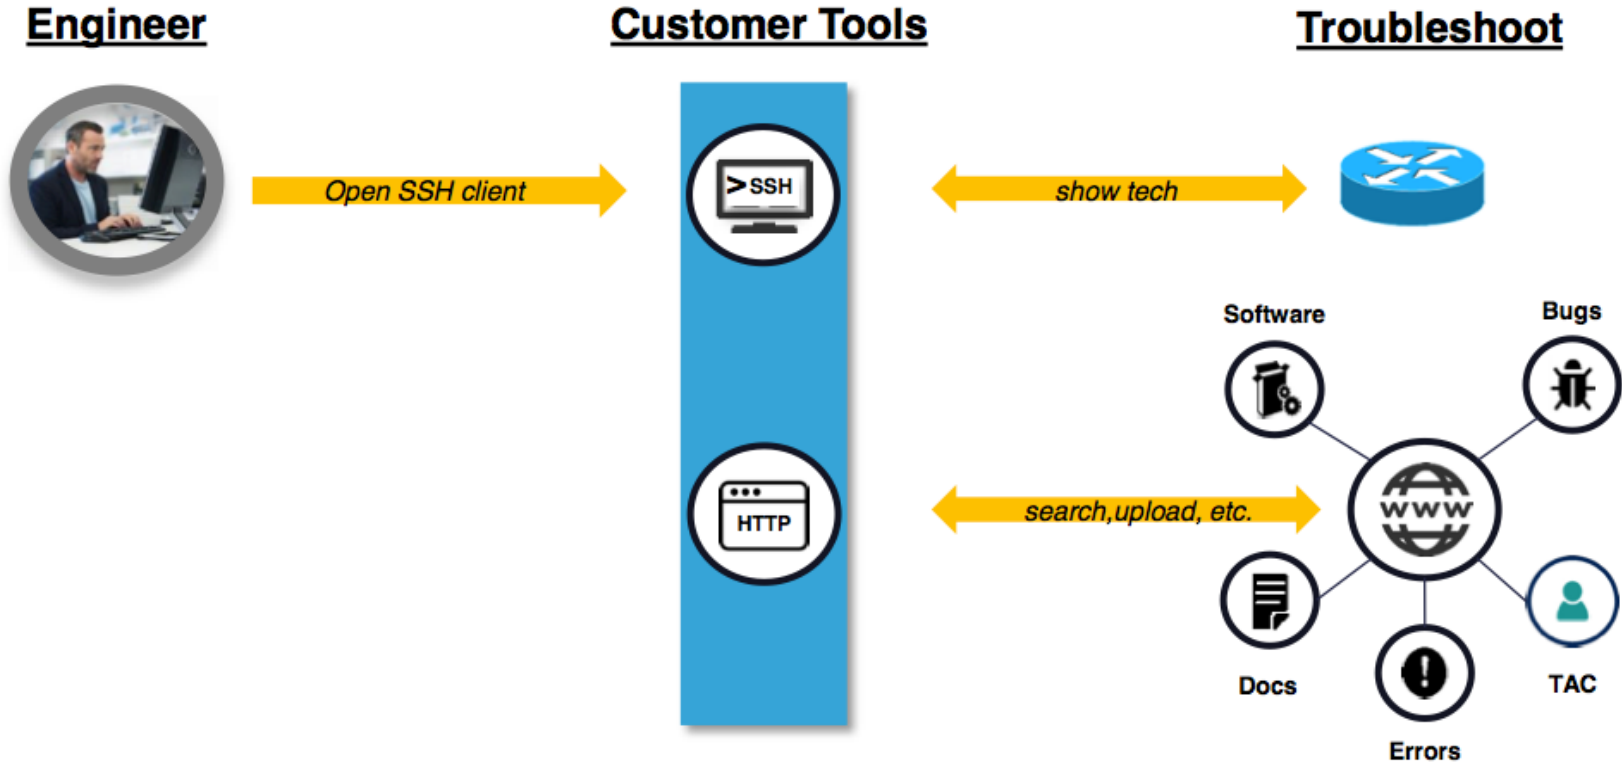 Engineer
Customer Tools
Troubleshoot
Open SSH client
>SSH
show tech
Software
Bugs
HTTP
search,upload, etc.
WWW
Docs
TAC
Errors